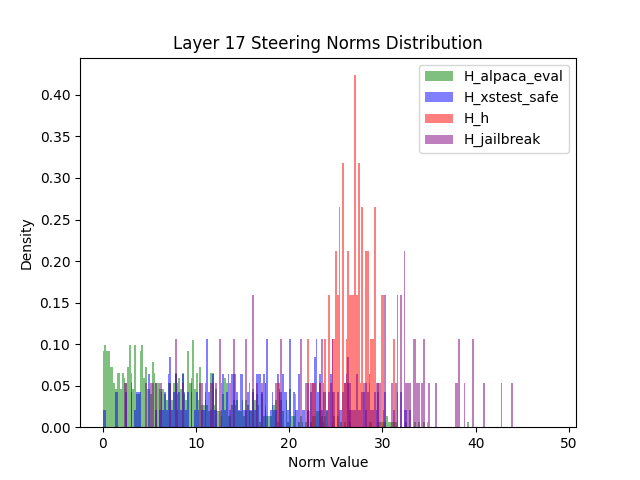 Layer 17 Steering Norms Distribution
H_alpaca_eval
H_xstest_safe
H_h
H_jailbreak
0.40
0.35
0.30
0.25
0.20
0.15
0.10
0.05
0.00
Density
0 10 20 30 40 50
Norm Value